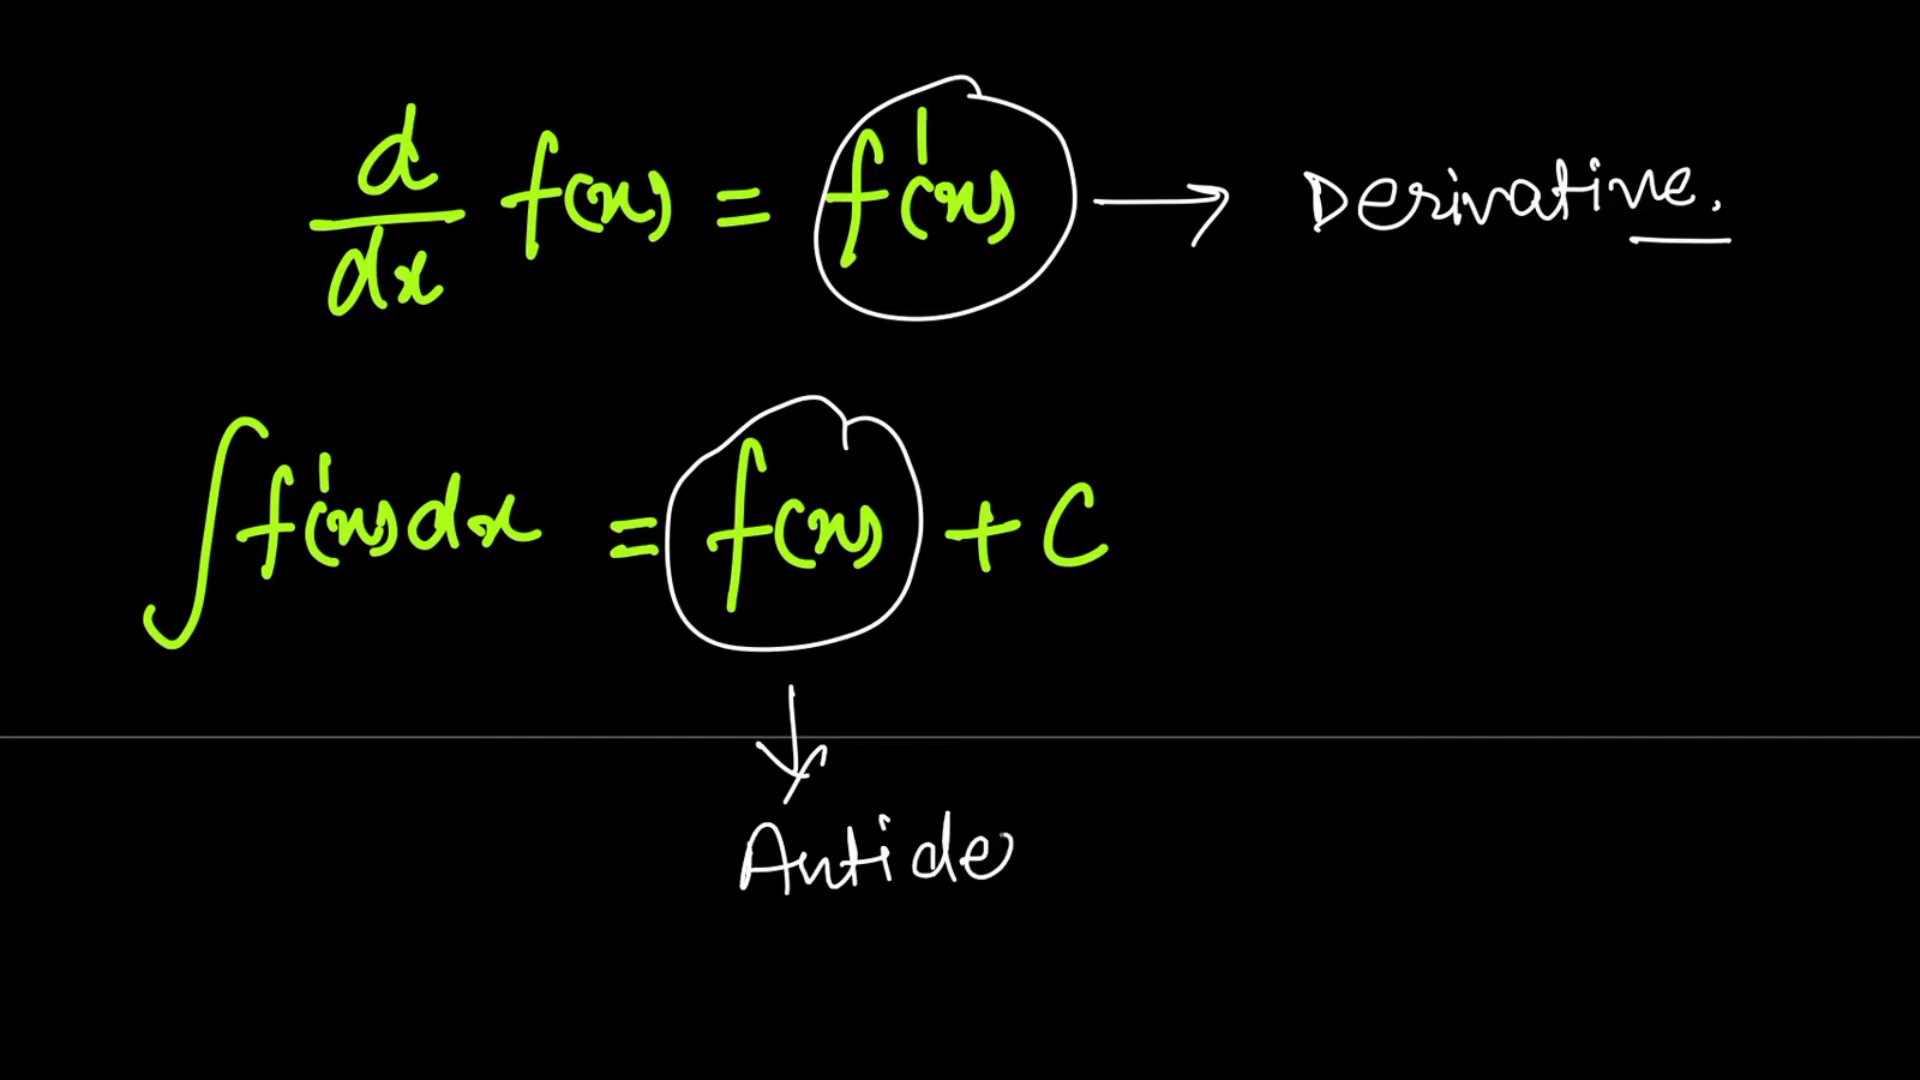 d/dx f(x) = f'(x) → Derivative.
∫ f'(x) dx = f(x) + C
↓
Antide